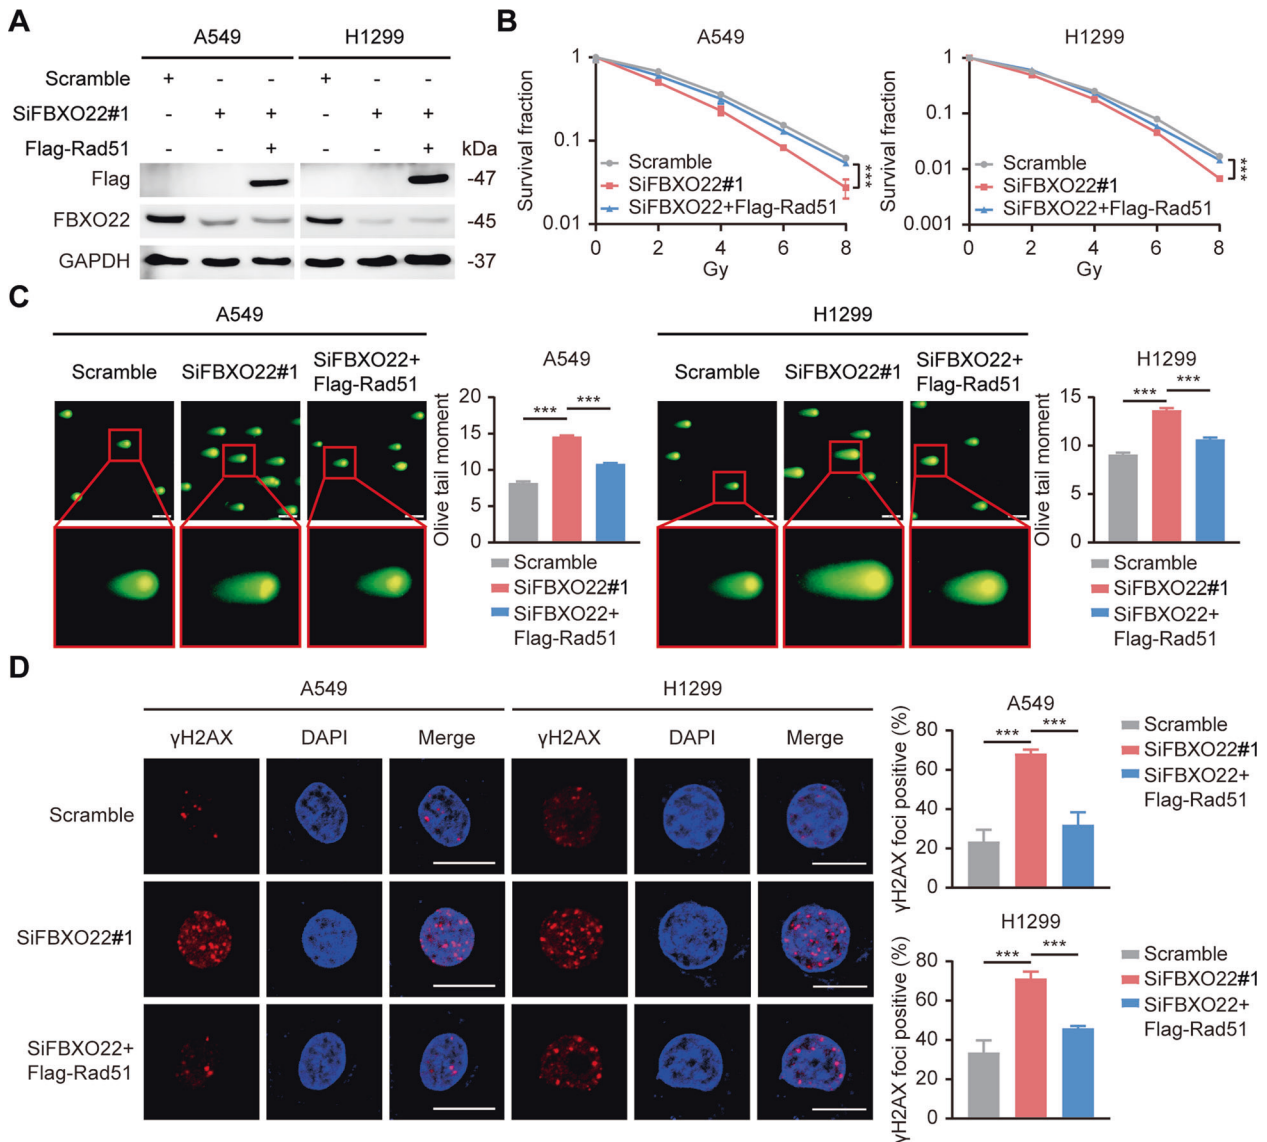 A
A549
H1299
Scramble
+
-
-
+
-
-
SiFBXO22#1
-
+
+
-
+
+
Flag-Rad51
-
-
+
-
-
+
kDa
Flag
-47
FBXO22
-45
GAPDH
-37
B
A549
Survival fraction
1
0.1
0.01
0
2
4
6
8
Gy
Scramble
SiFBXO22#1
SiFBXO22+Flag-Rad51
***
H1299
Survival fraction
1
0.1
0.01
0.001
0
2
4
6
8
Gy
Scramble
SiFBXO22#1
SiFBXO22+Flag-Rad51
***
C
A549
Scramble
SiFBXO22#1
SiFBXO22+
Flag-Rad51
A549
Olive tail moment
20
15
10
5
0
***
***
Scramble
SiFBXO22#1
SiFBXO22+
Flag-Rad51
H1299
Scramble
SiFBXO22#1
SiFBXO22+
Flag-Rad51
H1299
Olive tail moment
15
10
5
0
***
***
Scramble
SiFBXO22#1
SiFBXO22+
Flag-Rad51
D
A549
H1299
γH2AX
DAPI
Merge
γH2AX
DAPI
Merge
Scramble
SiFBXO22#1
SiFBXO22+
Flag-Rad51
A549
γH2AX foci positive (%)
80
60
40
20
0
***
***
Scramble
SiFBXO22#1
SiFBXO22+
Flag-Rad51
H1299
γH2AX foci positive (%)
80
60
40
20
0
***
***
Scramble
SiFBXO22#1
SiFBXO22+
Flag-Rad51